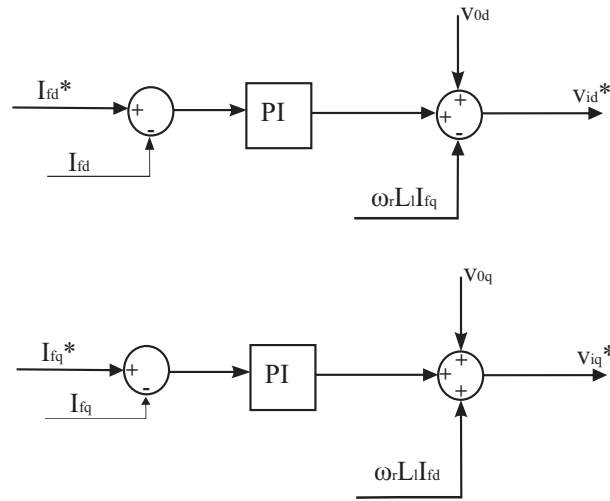 v0d
Ifd*
+
-
PI
+
+
-
vid*
Ifd
ωrLlIfq
v0q
Ifq*
+
-
PI
+
+
+
viq*
Ifq
ωrLlIfd